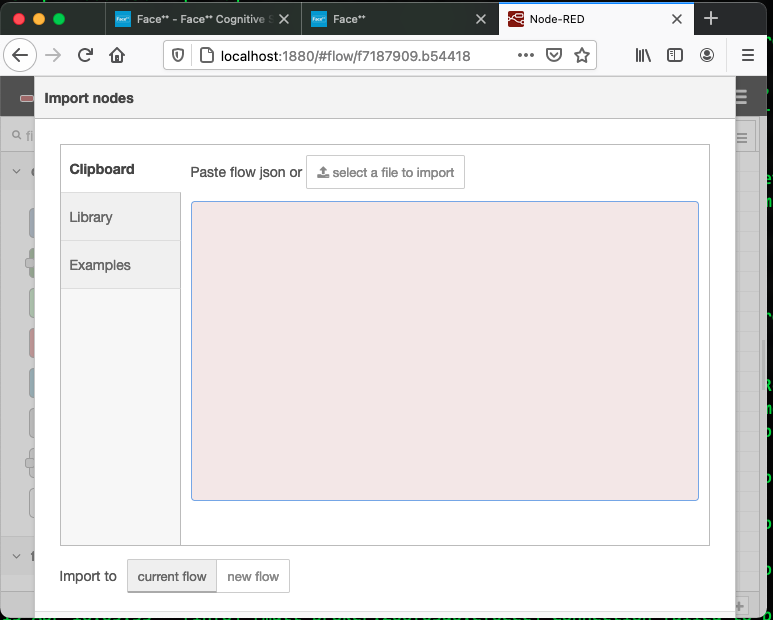 Face** - Face** Cognitive S
Face**
Node-RED
localhost:1880/#flow/f7187909.b54418
Import nodes
fi
Clipboard
Paste flow json or select a file to import
Library
Examples
Import to current flow new flow